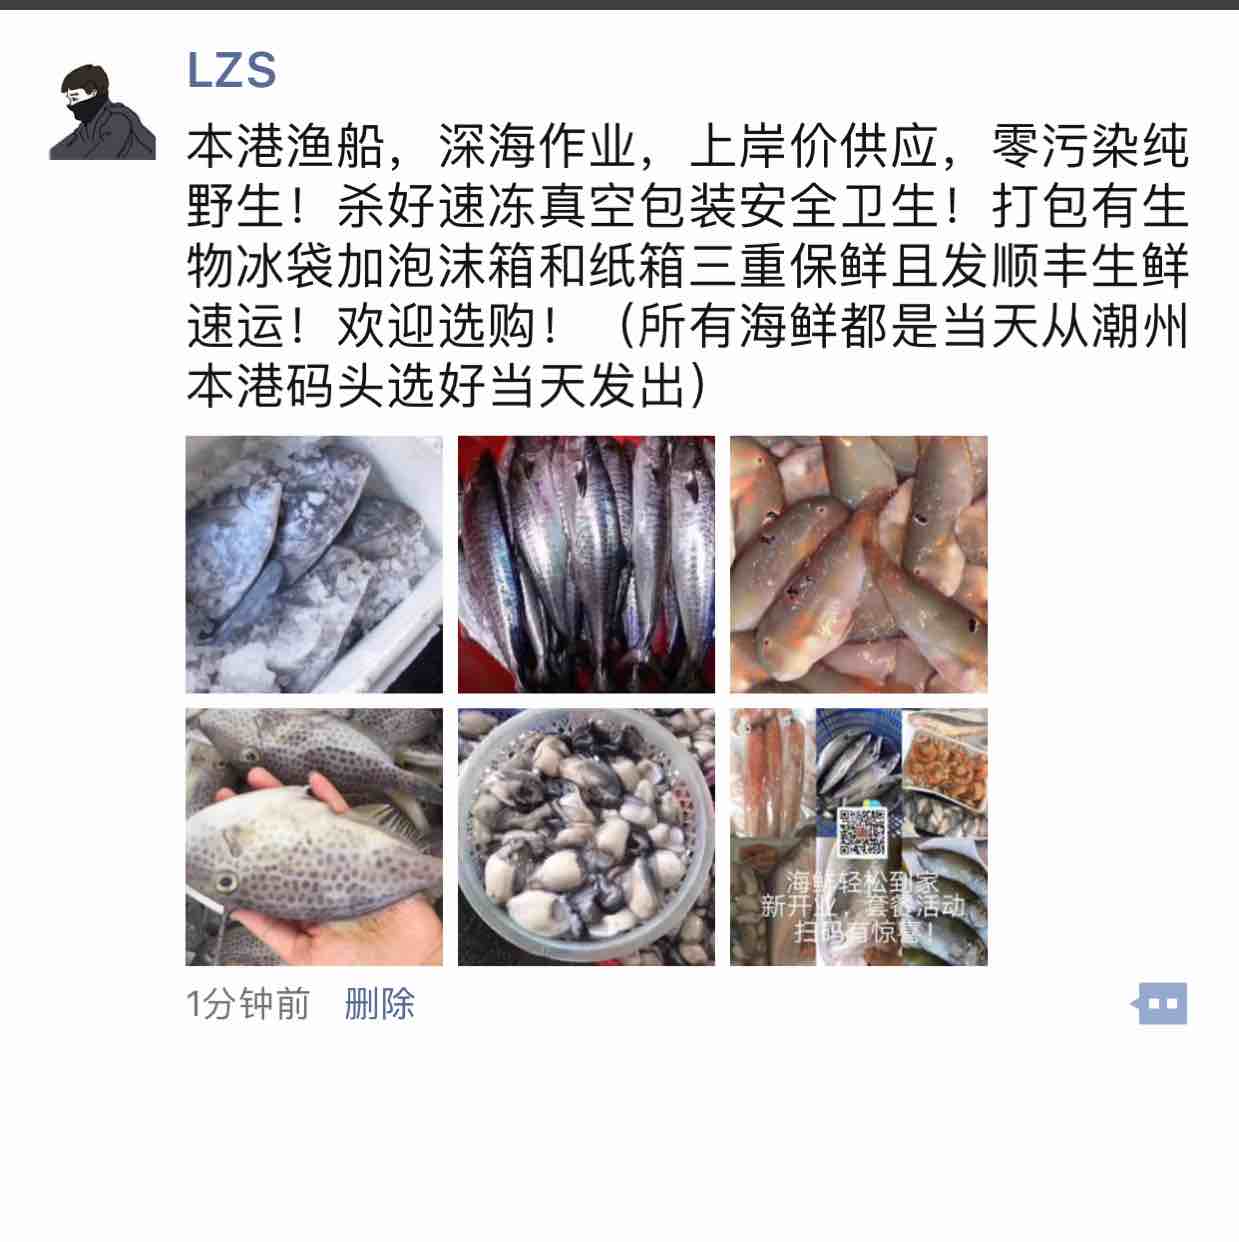 LZS
本港渔船，深海作业，上岸价供应，零污染纯
野生！杀好速冻真空包装安全卫生！打包有生
物冰袋加泡沫箱和纸箱三重保鲜且发顺丰生鲜
速运！欢迎选购！（所有海鲜都是当天从潮州
本港码头选好当天发出）
海鲜轻松到家
新开业，套餐活动
扫码有惊喜！
1分钟前 删除